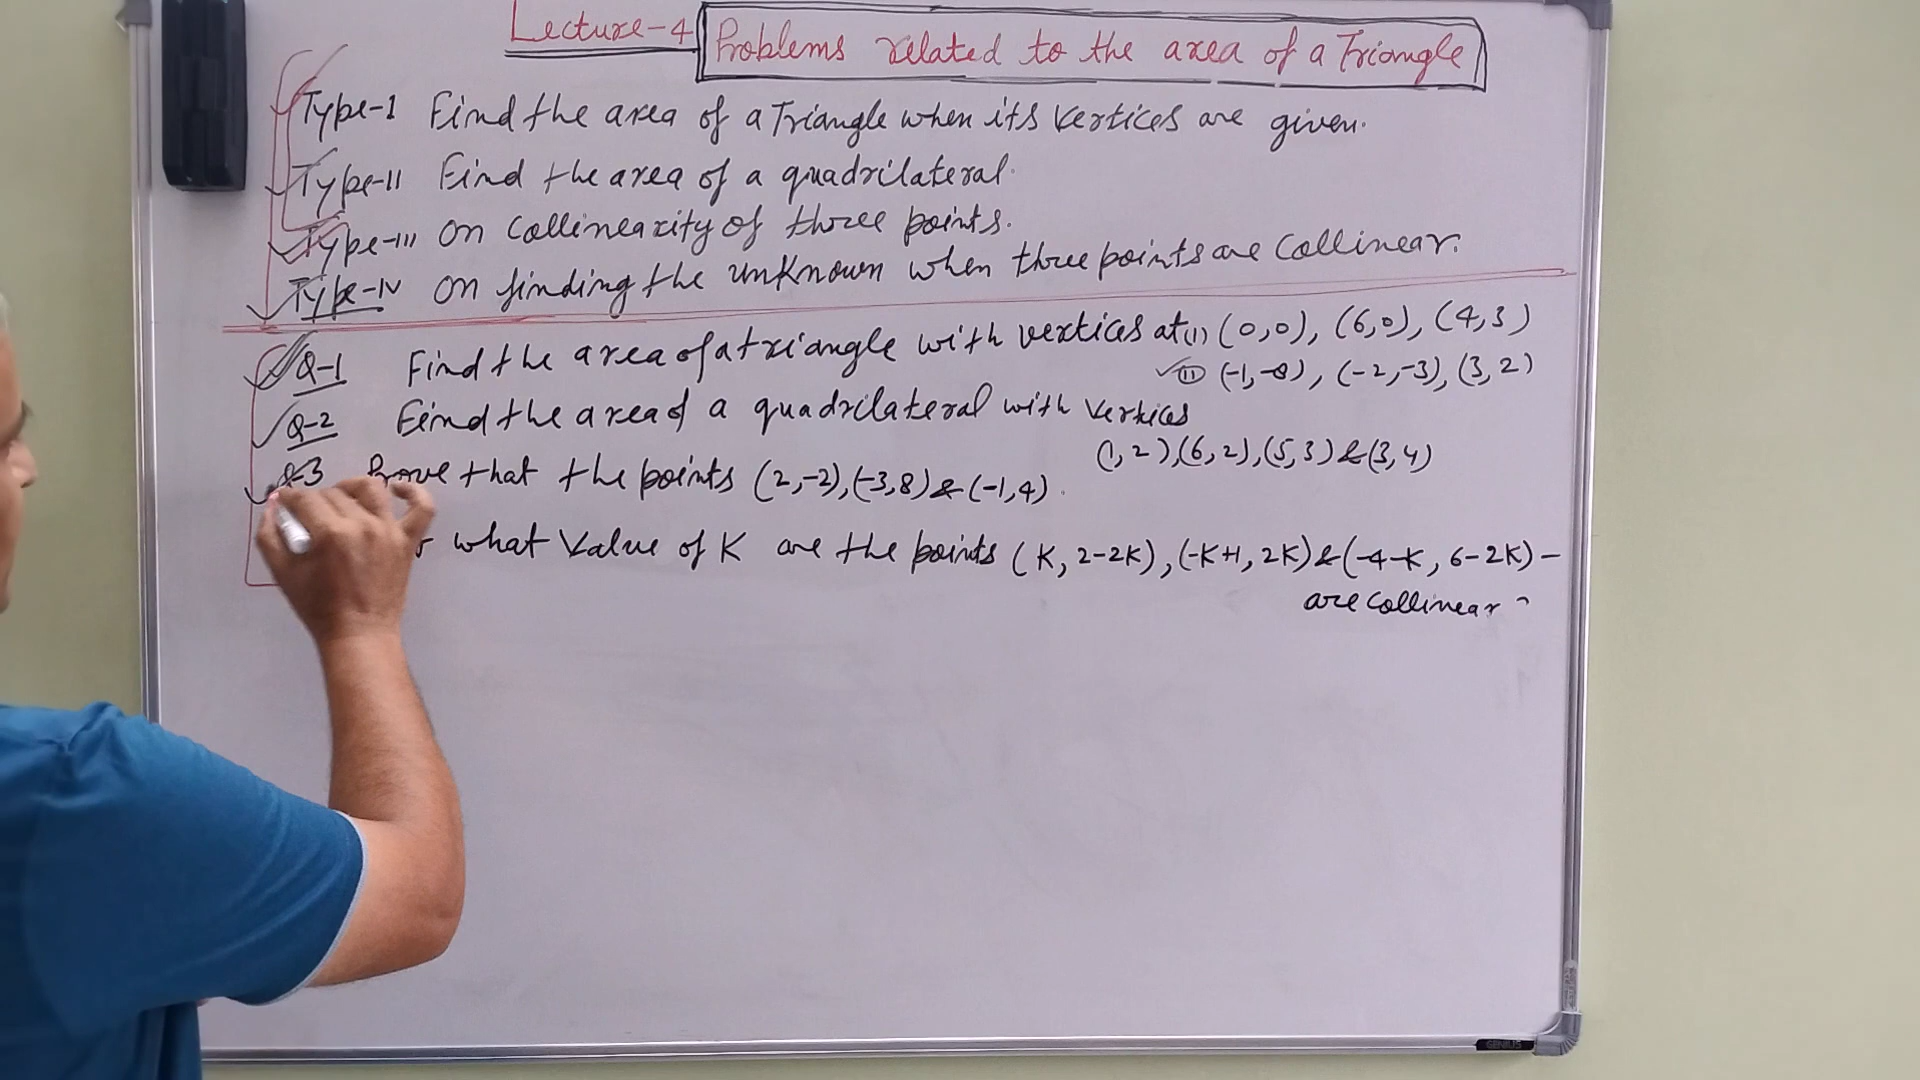 Lecture-4 Problems related to the area of a Triangle
Type-I Find the area of a Triangle when its vertices are given.
Type-II Find the area of a quadrilateral.
Type-III on collinearity of three points.
Type-IV on finding the unknown when three points are collinear.
Q-1 Find the area of a triangle with vertices at (i) (0,0), (6,0), (4,3)
(ii) (-1,-8), (-2,-3), (3,2)
Q-2 Find the area of a quadrilateral with vertices
(1,2),(6,2),(5,3)&(3,4)
Q-3 Prove that the points (2,-2),(-3,8)&(-1,4).
what value of K are the points (K, 2-2K),(-K+1, 2K)&(-4-K, 6-2K)-
are collinear
GENIUS